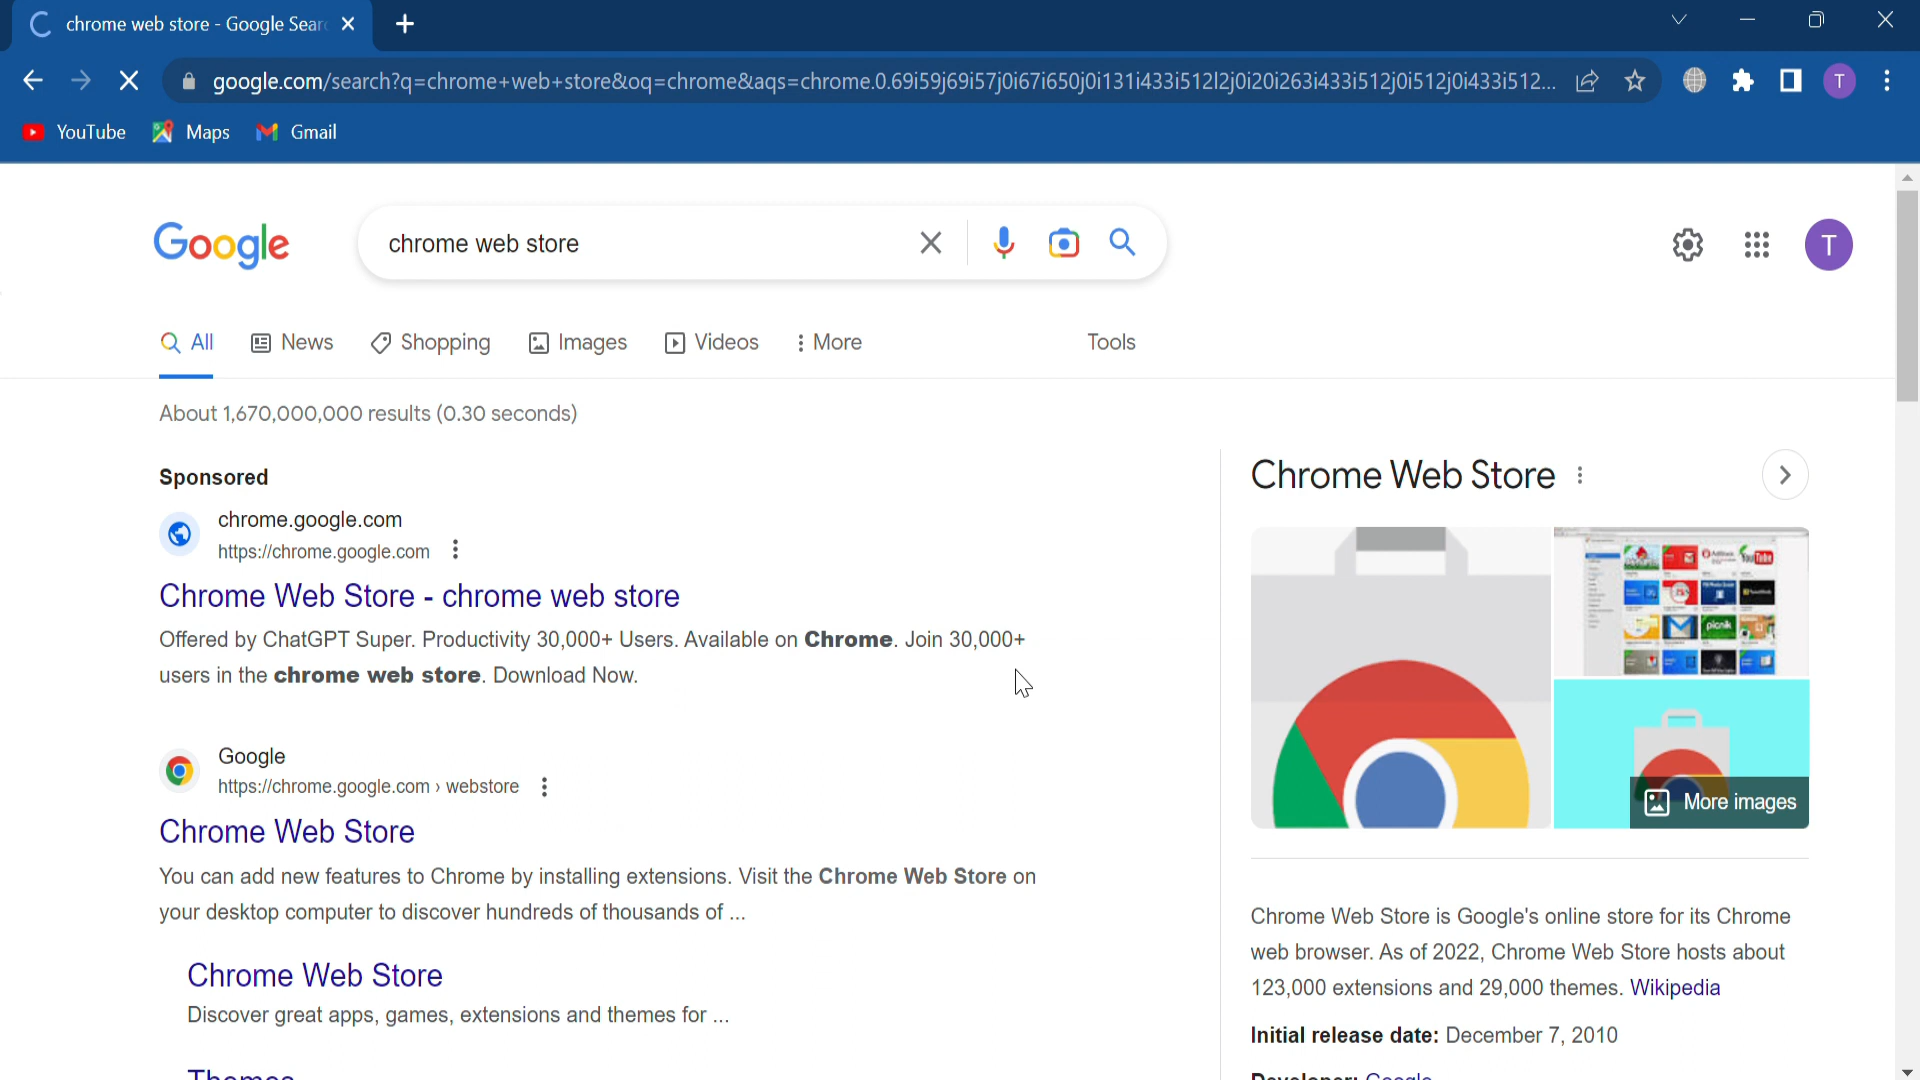 chrome web store - Google Sear
google.com/search?q=chrome+web+store&oq=chrome&aqs=chrome.0.69i59j69i57j0i67i650j0i131i433i512l2j0i20i263i433i512j0i512j0i433i512...
T
YouTube
Maps
Gmail
Google
chrome web store
T
All
News
Shopping
Images
Videos
More
Tools
About 1,670,000,000 results (0.30 seconds)
Sponsored
chrome.google.com
https://chrome.google.com
Chrome Web Store - chrome web store
Offered by ChatGPT Super. Productivity 30,000+ Users. Available on Chrome. Join 30,000+
users in the chrome web store. Download Now.
Google
https://chrome.google.com › webstore
Chrome Web Store
You can add new features to Chrome by installing extensions. Visit the Chrome Web Store on
your desktop computer to discover hundreds of thousands of ...
Chrome Web Store
Discover great apps, games, extensions and themes for ...
Themes
Chrome Web Store
YouTube
picnik
More images
Chrome Web Store is Google's online store for its Chrome
web browser. As of 2022, Chrome Web Store hosts about
123,000 extensions and 29,000 themes. Wikipedia
Initial release date: December 7, 2010
Developer: Google